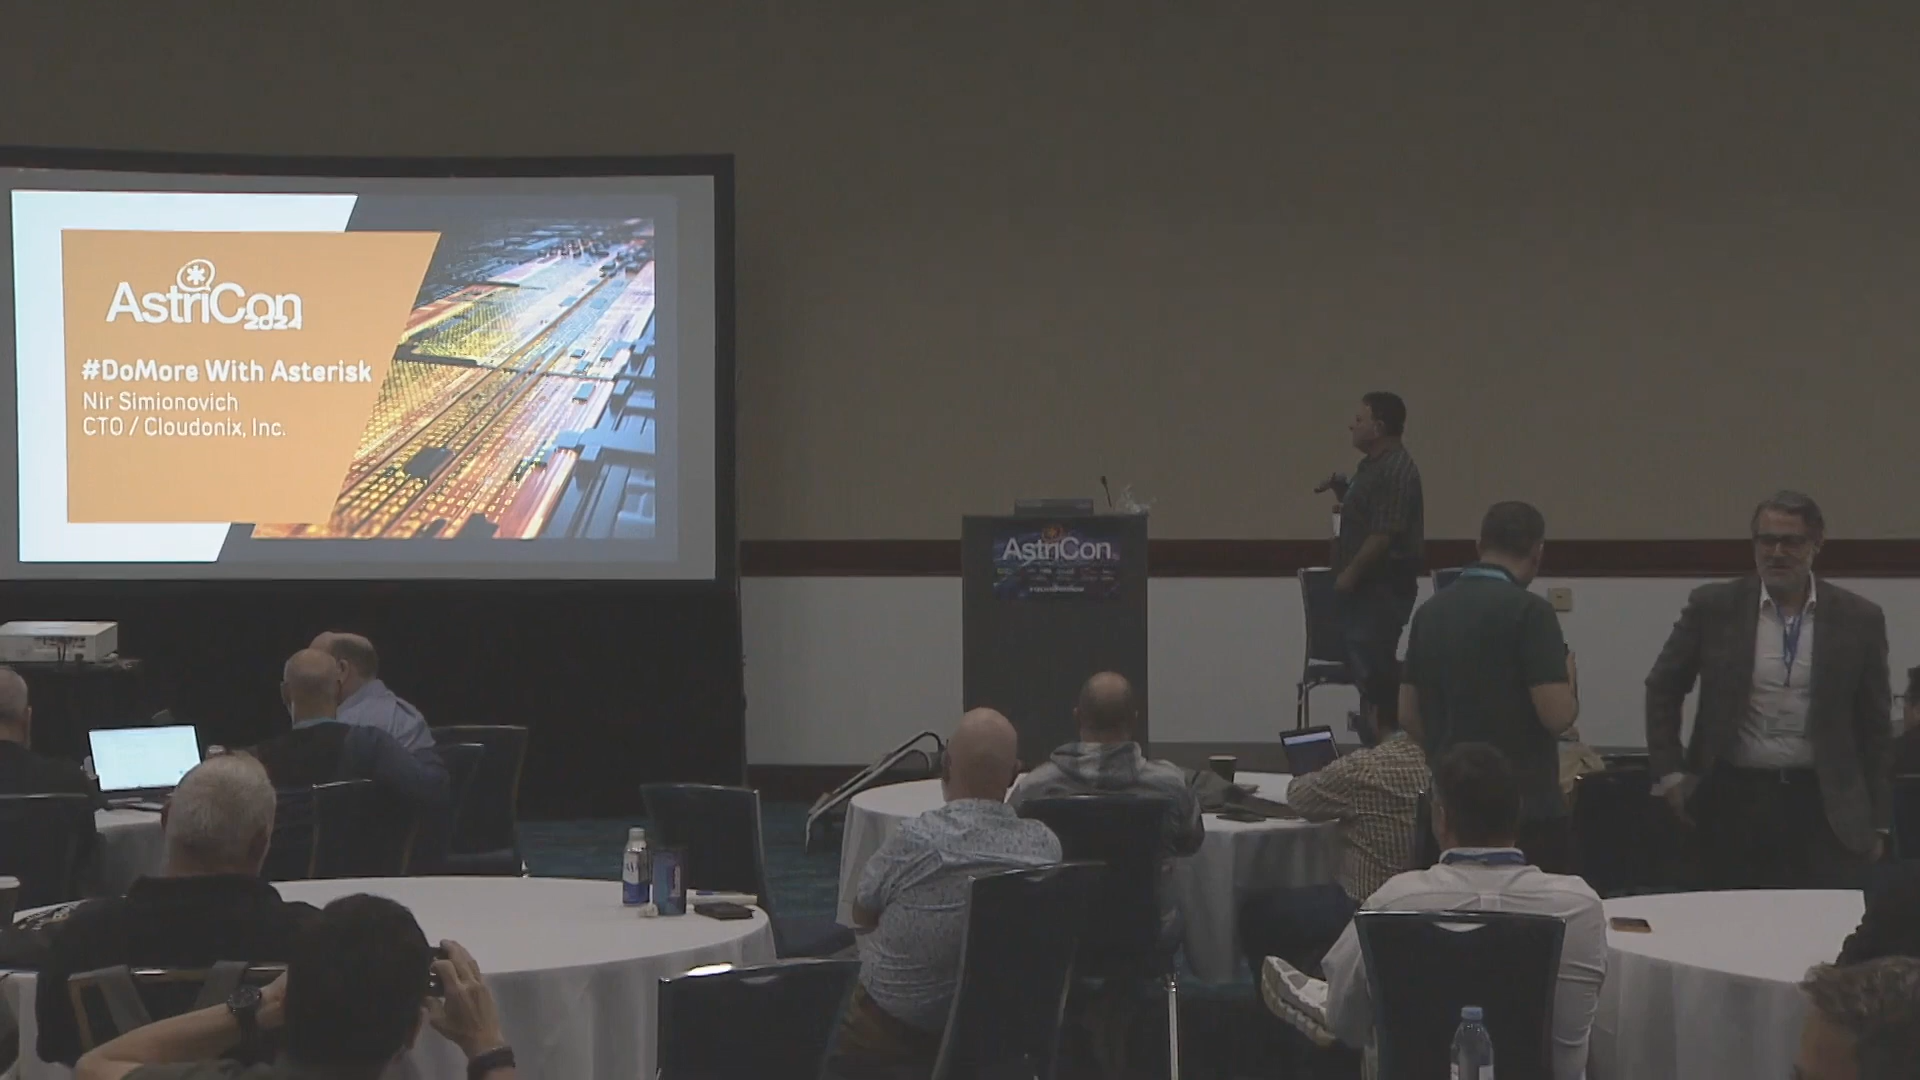 AstriCon
2024
#DoMore With Asterisk
Nir Simionovich
CTO / Cloudonix, Inc.
AstriCon